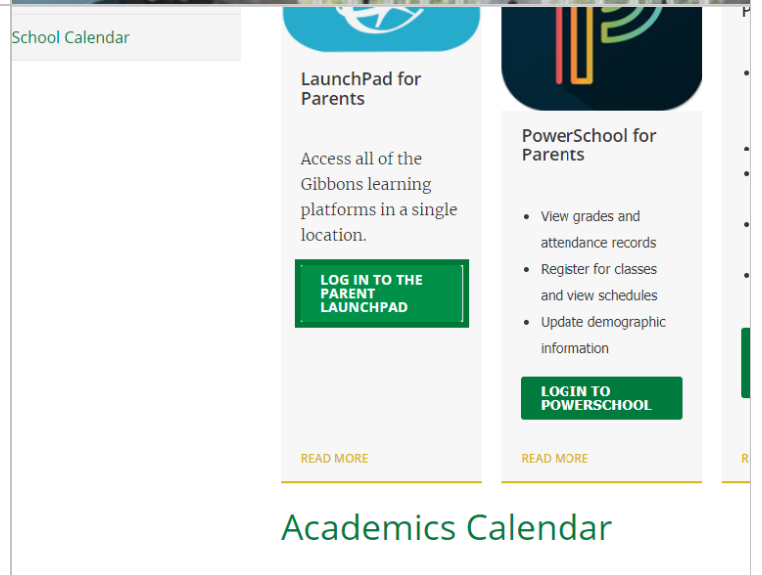 School Calendar
LaunchPad for
Parents
Access all of the
Gibbons learning
platforms in a single
location.
LOG IN TO THE
PARENT
LAUNCHPAD
READ MORE
PowerSchool for
Parents
• View grades and
attendance records
• Register for classes
and view schedules
• Update demographic
information
LOGIN TO
POWERSCHOOL
READ MORE
Academics Calendar